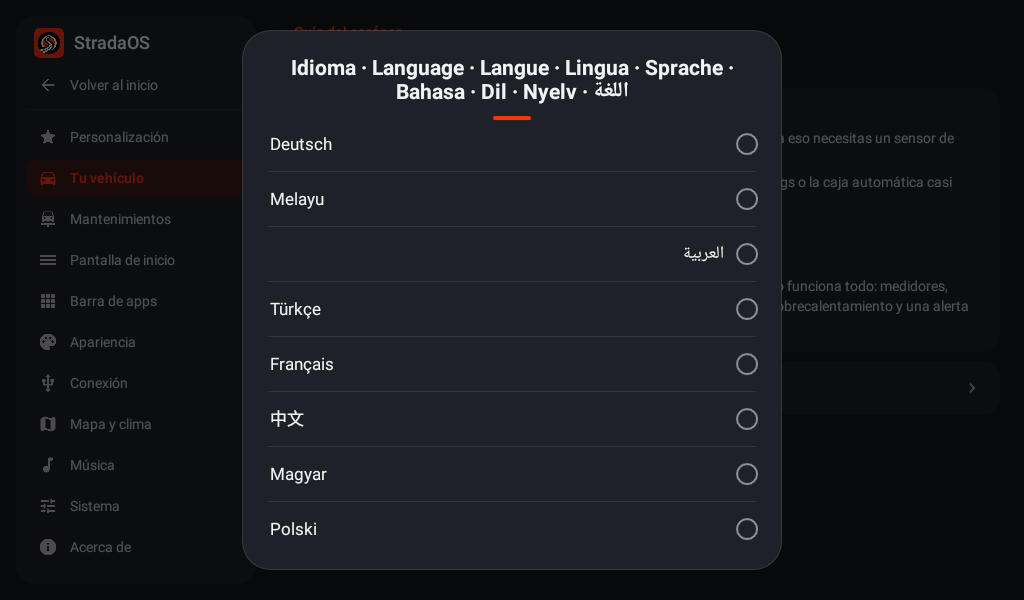 StradaOS
Volver al inicio
Personalización
Tu vehículo
Mantenimientos
Pantalla de inicio
Barra de apps
Apariencia
Conexión
Mapa y clima
Música
Sistema
Acerca de
Idioma · Language · Langue · Lingua · Sprache ·
Bahasa · Dil · Nyelv · اللغة
Deutsch
Melayu
العربية
Türkçe
Français
中文
Magyar
Polski
eso necesitas un sensor de
o la caja automática casi
funciona todo: medidores,
y una alerta